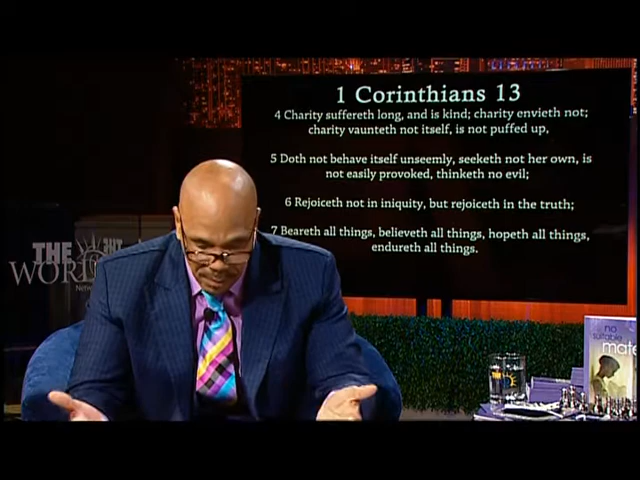 1 Corinthians 13
4 Charity suffereth long, and is kind; charity envieth not;
charity vaunteth not itself, is not puffed up,
5 Doth not behave itself unseemly, seeketh not her own, is
not easily provoked, thinketh no evil;
6 Rejoiceth not in iniquity, but rejoiceth in the truth;
7 Beareth all things, believeth all things, hopeth all things,
endureth all things.
THE
WOR
Netw
THE
no
suitable
mate